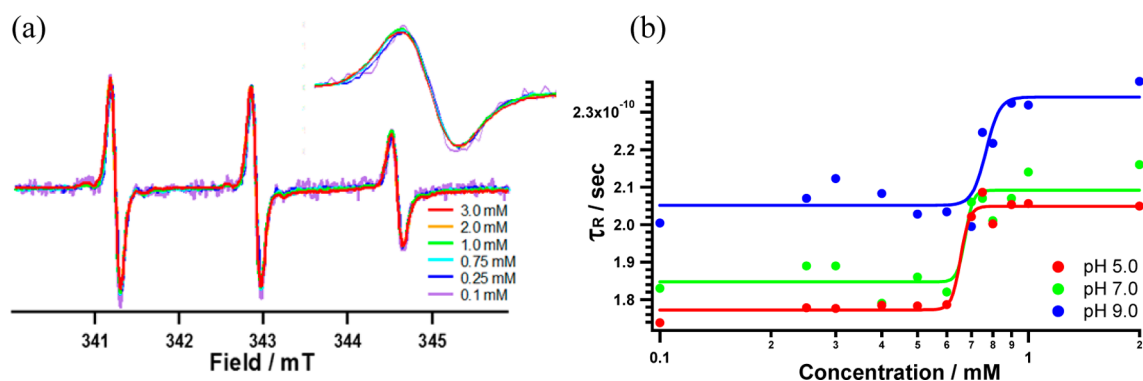 (a)
3.0 mM
2.0 mM
1.0 mM
0.75 mM
0.25 mM
0.1 mM
341 342 343 344 345
Field / mT
(b)
2.3x10⁻¹⁰
2.2
2.1
2.0
1.9
1.8
τR / sec
pH 5.0
pH 7.0
pH 9.0
0.1 2 3 4 5 6 7 8 9 1 2
Concentration / mM